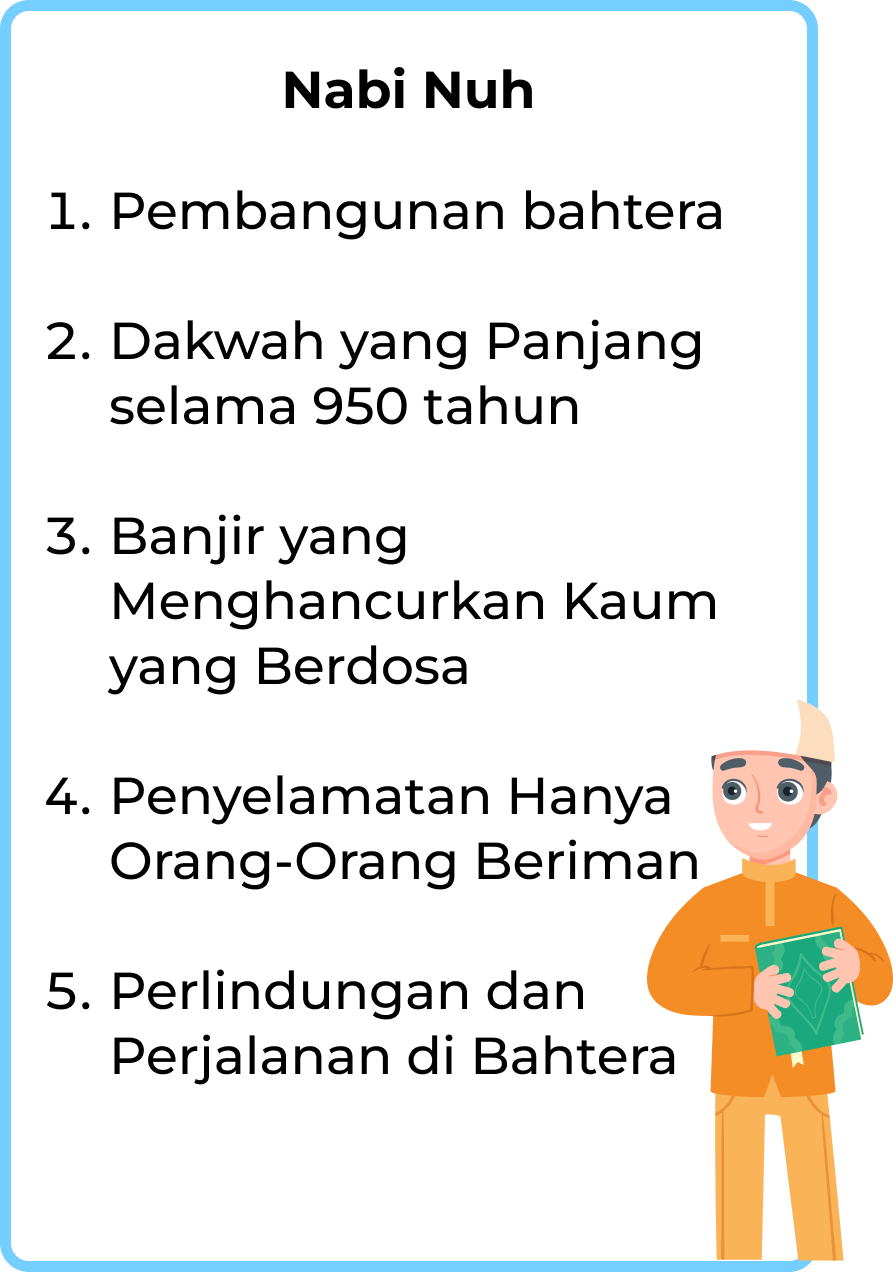 Nabi Nuh
1. Pembangunan bahtera
2. Dakwah yang Panjang
selama 950 tahun
3. Banjir yang
Menghancurkan Kaum
yang Berdosa
4. Penyelamatan Hanya
Orang-Orang Beriman
5. Perlindungan dan
Perjalanan di Bahtera